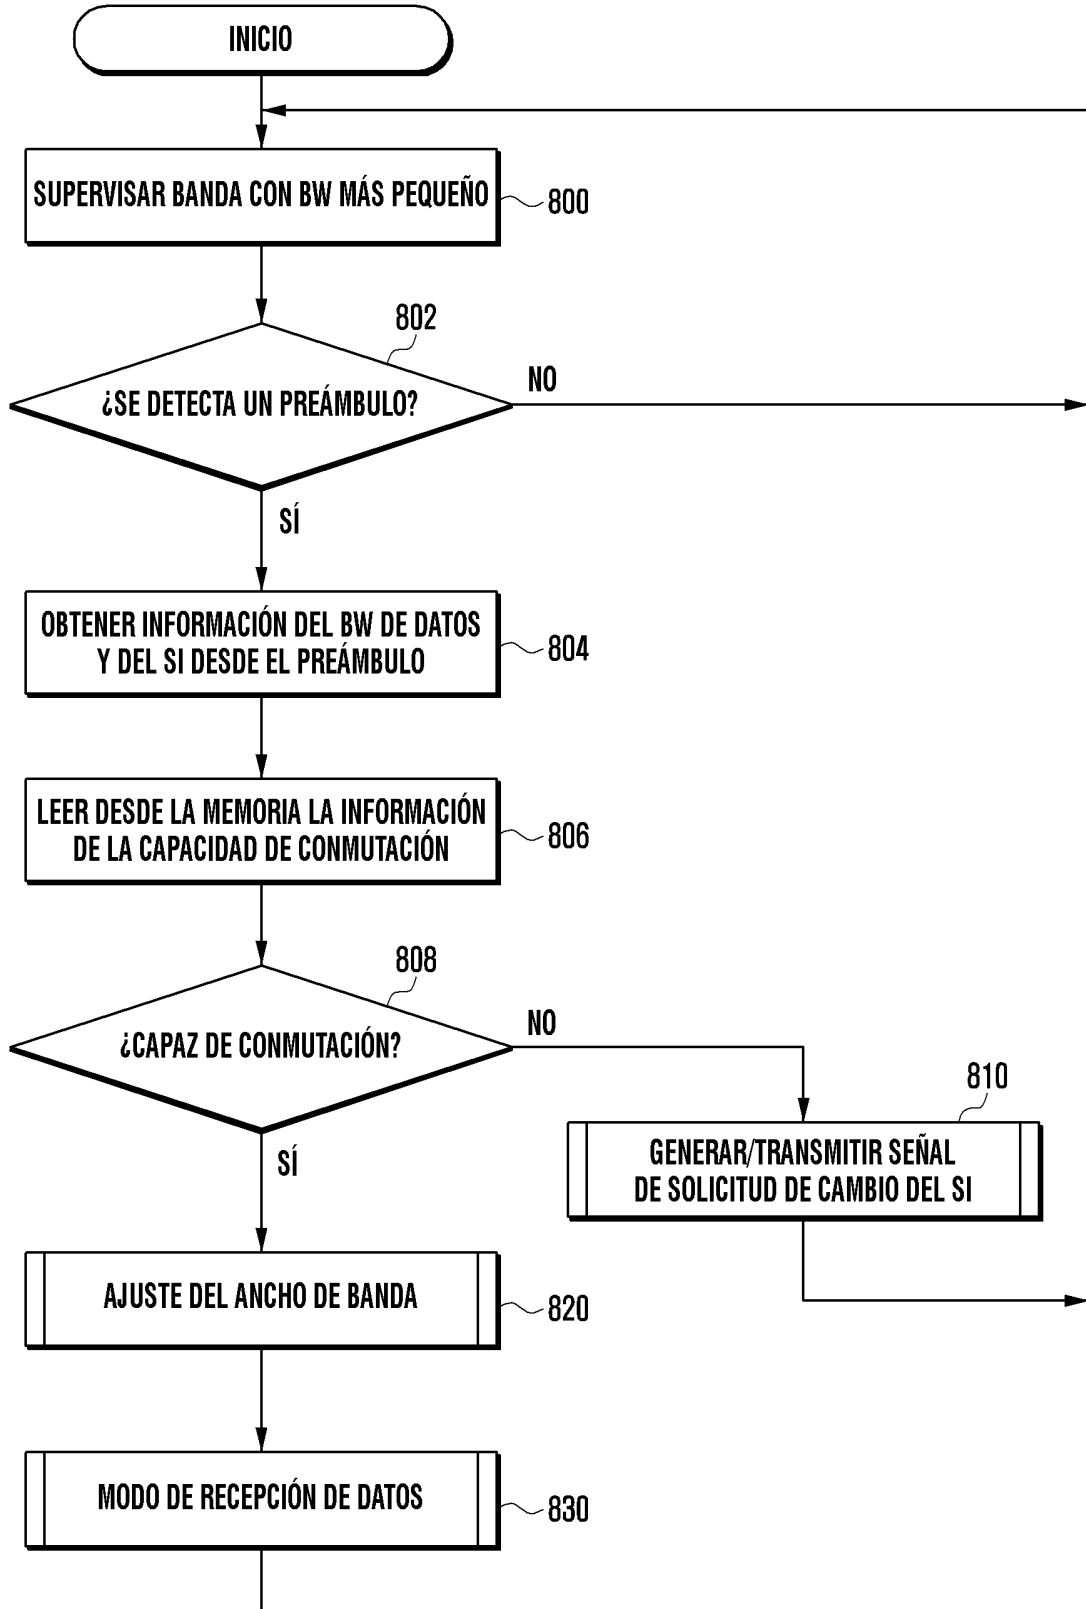 INICIO
SUPERVISAR BANDA CON BW MÁS PEQUEÑO
800
802
¿SE DETECTA UN PREÁMBULO?
NO
SÍ
OBTENER INFORMACIÓN DEL BW DE DATOS
Y DEL SI DESDE EL PREÁMBULO
804
LEER DESDE LA MEMORIA LA INFORMACIÓN
DE LA CAPACIDAD DE CONMUTACIÓN
806
808
¿CAPAZ DE CONMUTACIÓN?
NO
810
GENERAR/TRANSMITIR SEÑAL
DE SOLICITUD DE CAMBIO DEL SI
SÍ
AJUSTE DEL ANCHO DE BANDA
820
MODO DE RECEPCIÓN DE DATOS
830